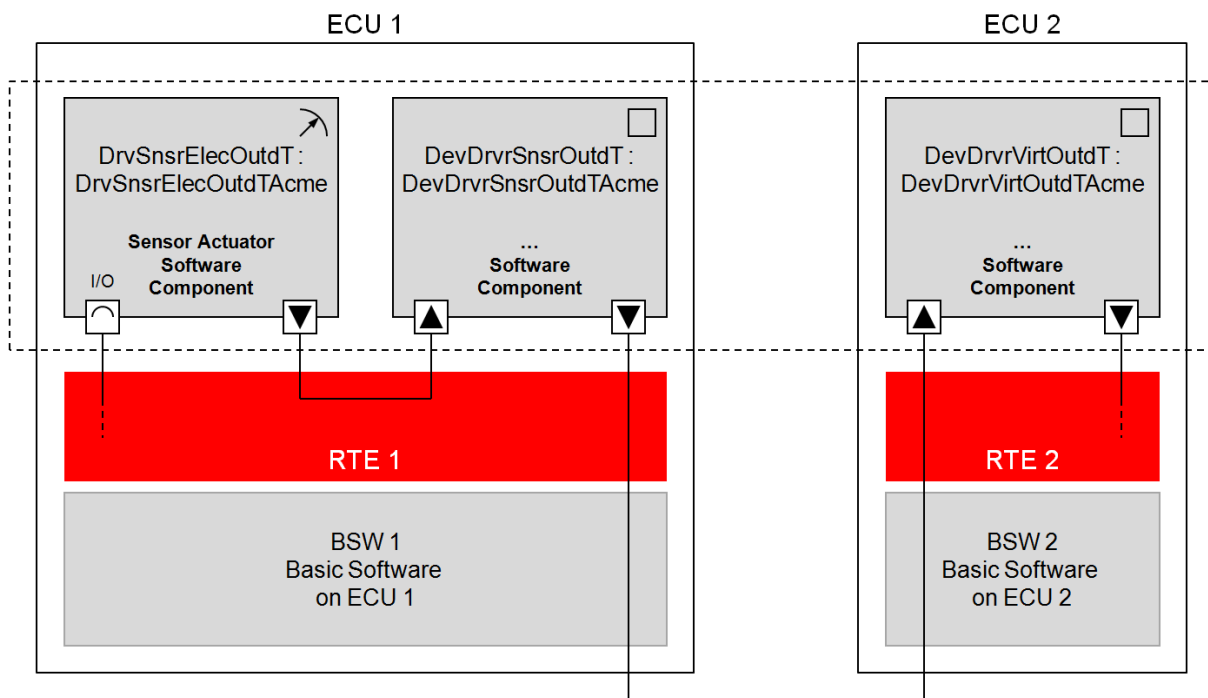 ECU 1
ECU 2
DrvSnsrElecOutdT :
DrvSnsrElecOutdTAcme
Sensor Actuator
Software
Component
I/O
DevDrvrSnsrOutdT :
DevDrvrSnsrOutdTAcme
...
Software
Component
DevDrvrVirtOutdT :
DevDrvrVirtOutdTAcme
...
Software
Component
RTE 1
RTE 2
BSW 1
Basic Software
on ECU 1
BSW 2
Basic Software
on ECU 2